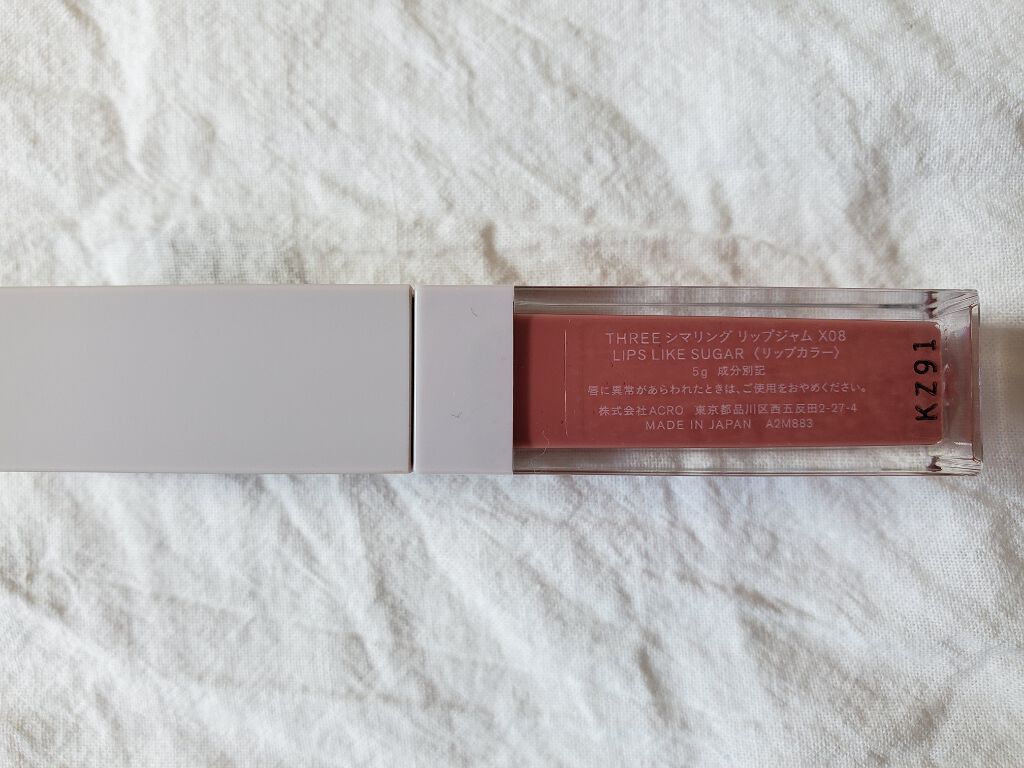 THREE シマリング リップジャム X08
LIPS LIKE SUGAR 〈リップカラー〉
5g 成分別記
唇に異常があらわれたときは、ご使用をおやめください。
株式会社ACRO 東京都品川区西五反田2-27-4
MADE IN JAPAN A2M883
KZ91